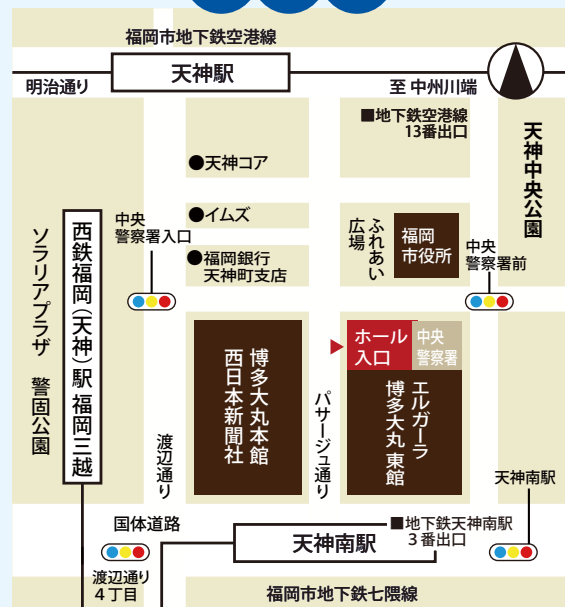 福岡市地下鉄空港線
天神駅
明治通り
至 中州川端
■地下鉄空港線
13番出口
天神中央公園
●天神コア
●イムズ
●福岡銀行
天神町支店
ふれあい
広場
福岡
市役所
中央
警察署入口
中央
警察署前
ソラリアプラザ 警固公園
西鉄福岡(天神)駅 福岡三越
ホール
入口
中央
警察署
博多大丸本館
西日本新聞社
エルガーラ
博多大丸 東館
パサージュ通り
渡辺通り
天神南駅
国体道路
■地下鉄天神南駅
3番出口
天神南駅
渡辺通り
4丁目
福岡市地下鉄七隈線